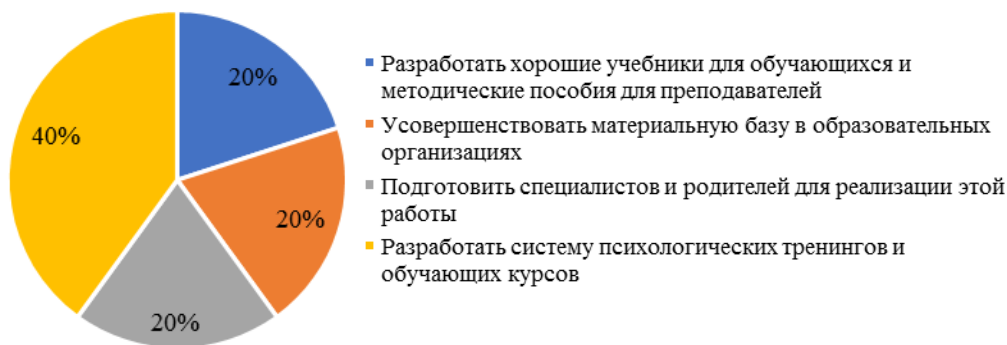 20%
20%
20%
40%
Разработать хорошие учебники для обучающихся и
методические пособия для преподавателей
Усовершенствовать материальную базу в образовательных
организациях
Подготовить специалистов и родителей для реализации этой
работы
Разработать систему психологических тренингов и
обучающих курсов